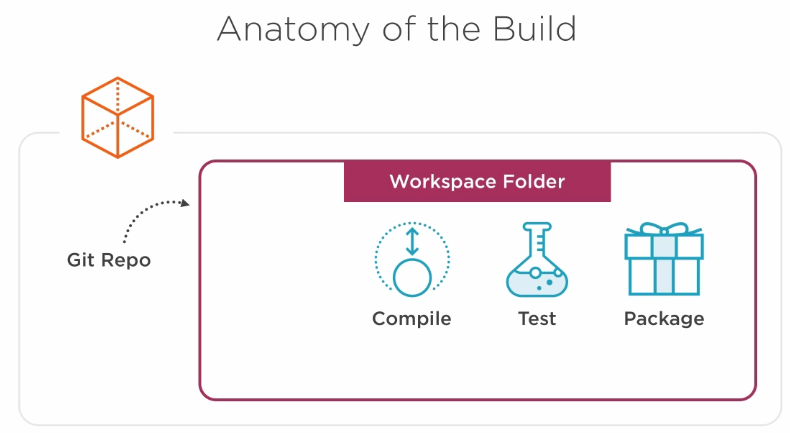 Anatomy of the Build
Workspace Folder
Git Repo
Compile
Test
Package